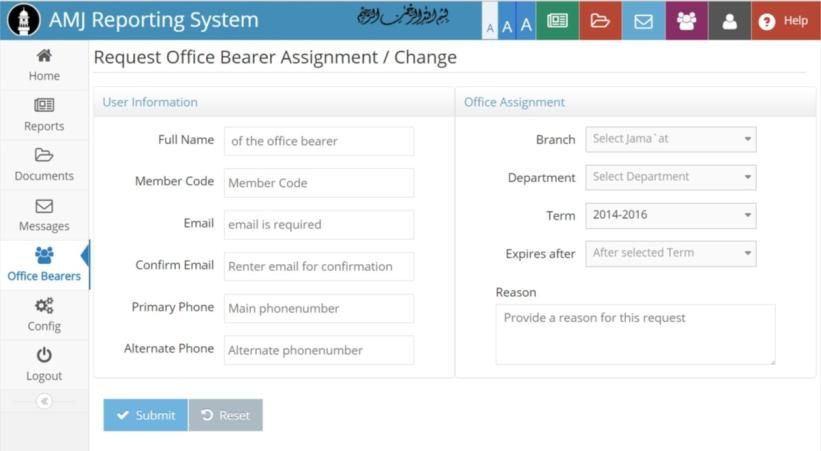 AMJ Reporting System
بسم الله الرحمن الرحيم
A A A
Help
Home
Reports
Documents
Messages
Office Bearers
Config
Logout
Request Office Bearer Assignment / Change
User Information
Full Name of the office bearer
Member Code Member Code
Email email is required
Confirm Email Renter email for confirmation
Primary Phone Main phonenumber
Alternate Phone Alternate phonenumber
Office Assignment
Branch Select Jama`at
Department Select Department
Term 2014-2016
Expires after After selected Term
Reason
Provide a reason for this request
Submit Reset